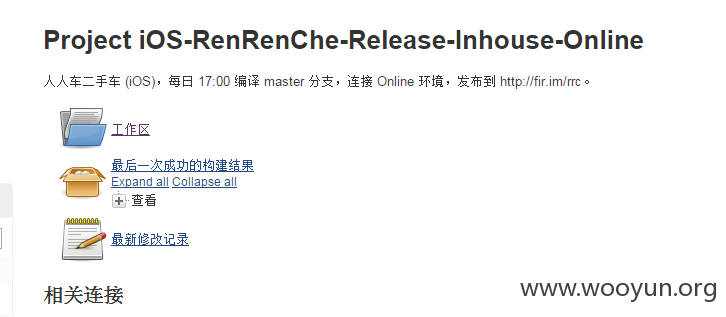 Project iOS-RenRenChe-Release-Inhouse-Online
人人车二手车 (iOS)，每日 17:00 编译 master 分支，连接 Online 环境，发布到 http://fir.im/rrc。
工作区
最后一次成功的构建结果
Expand all Collapse all
查看
最新修改记录
相关连接
www.wooyun.org